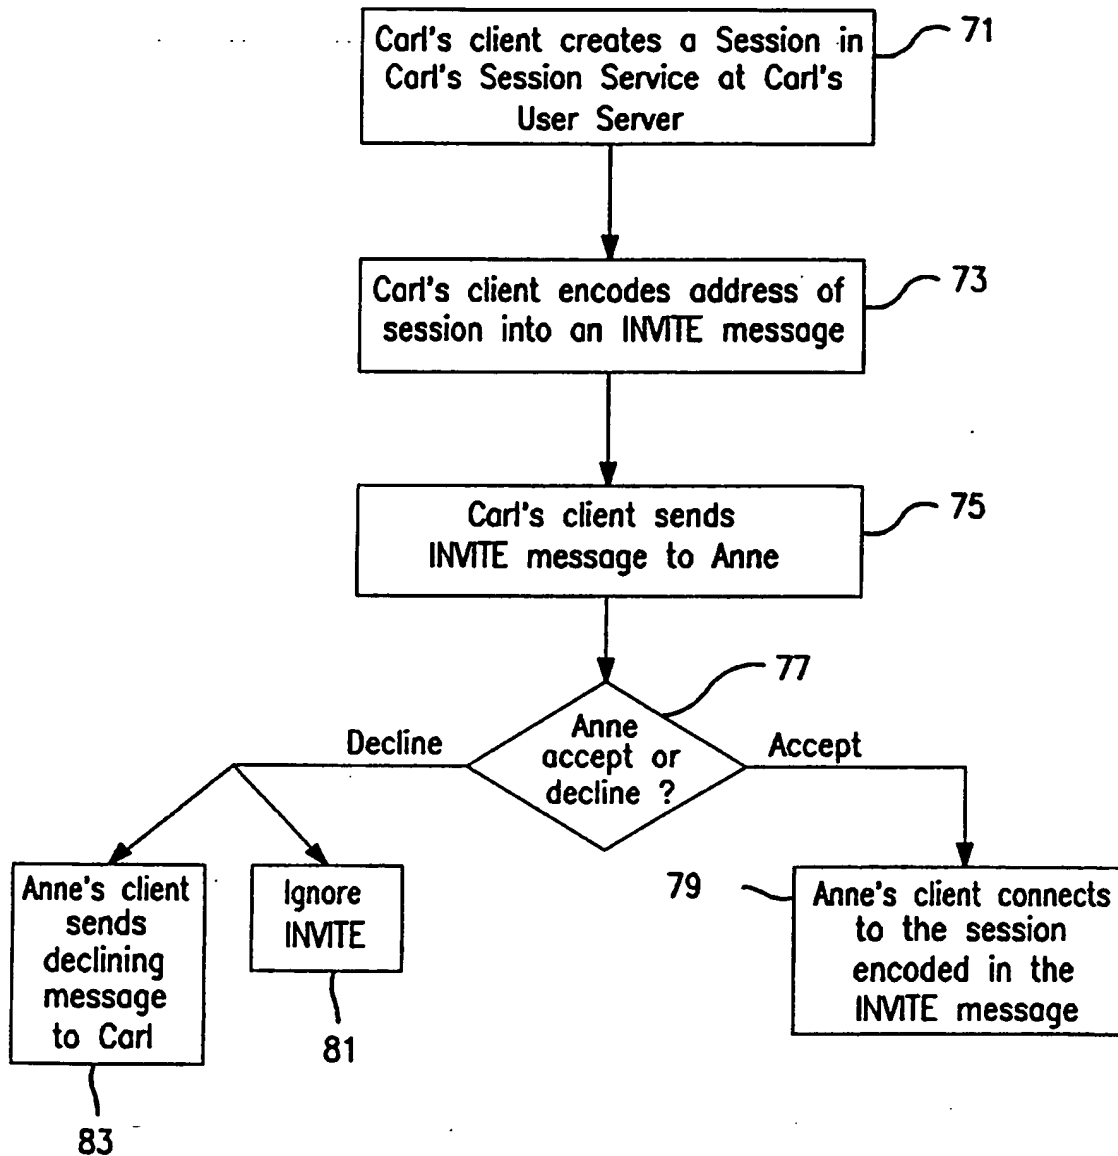 Carl's client creates a Session in
Carl's Session Service at Carl's
User Server
71
Carl's client encodes address of
session into an INVITE message
73
Carl's client sends
INVITE message to Anne
75
77
Anne
accept or
decline ?
Decline
Accept
Anne's client
sends
declining
message
to Carl
83
Ignore
INVITE
81
79
Anne's client connects
to the session
encoded in the
INVITE message